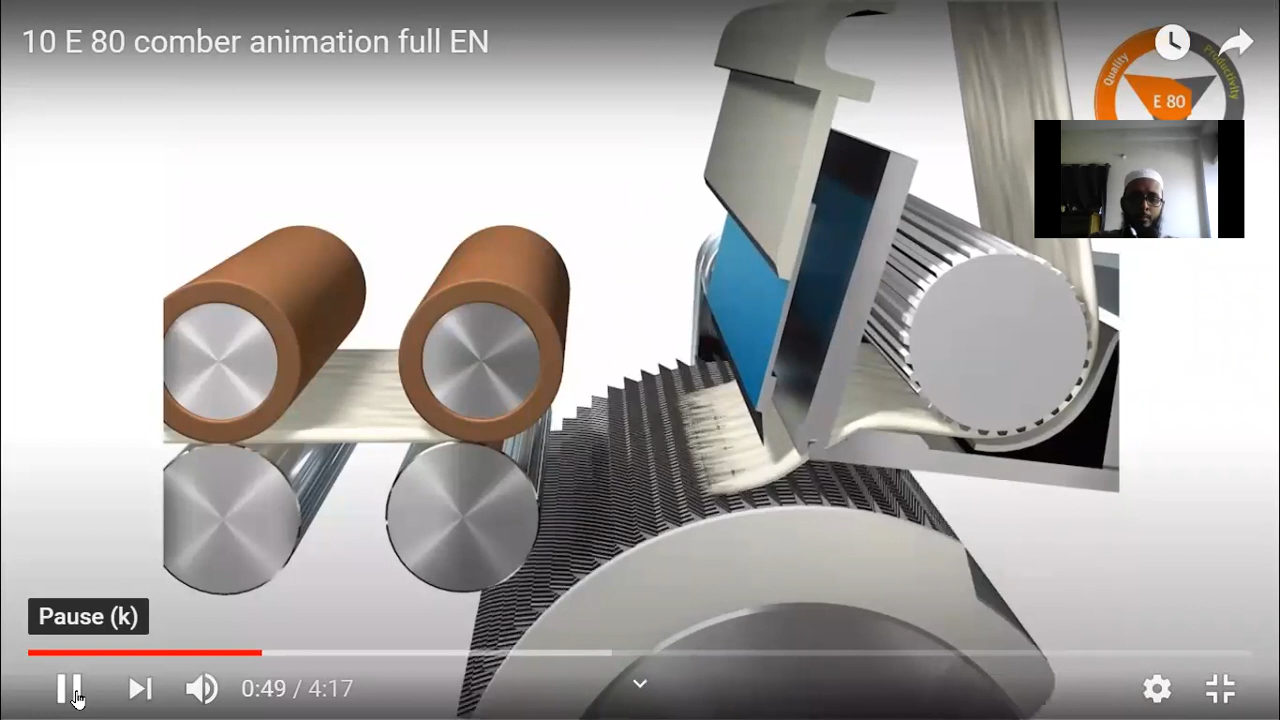 10 E 80 comber animation full EN
Quality
Productivity
E 80
Pause (k)
0:49 / 4:17